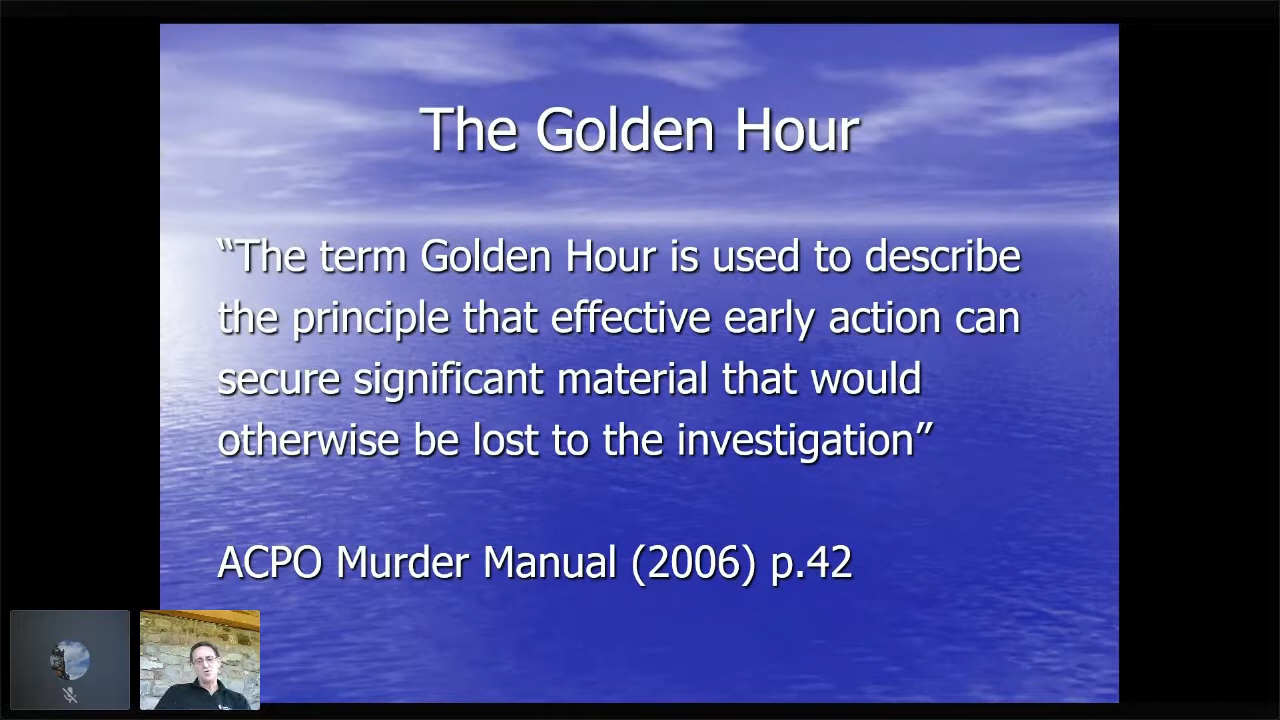 The Golden Hour
“The term Golden Hour is used to describe
the principle that effective early action can
secure significant material that would
otherwise be lost to the investigation”
ACPO Murder Manual (2006) p.42